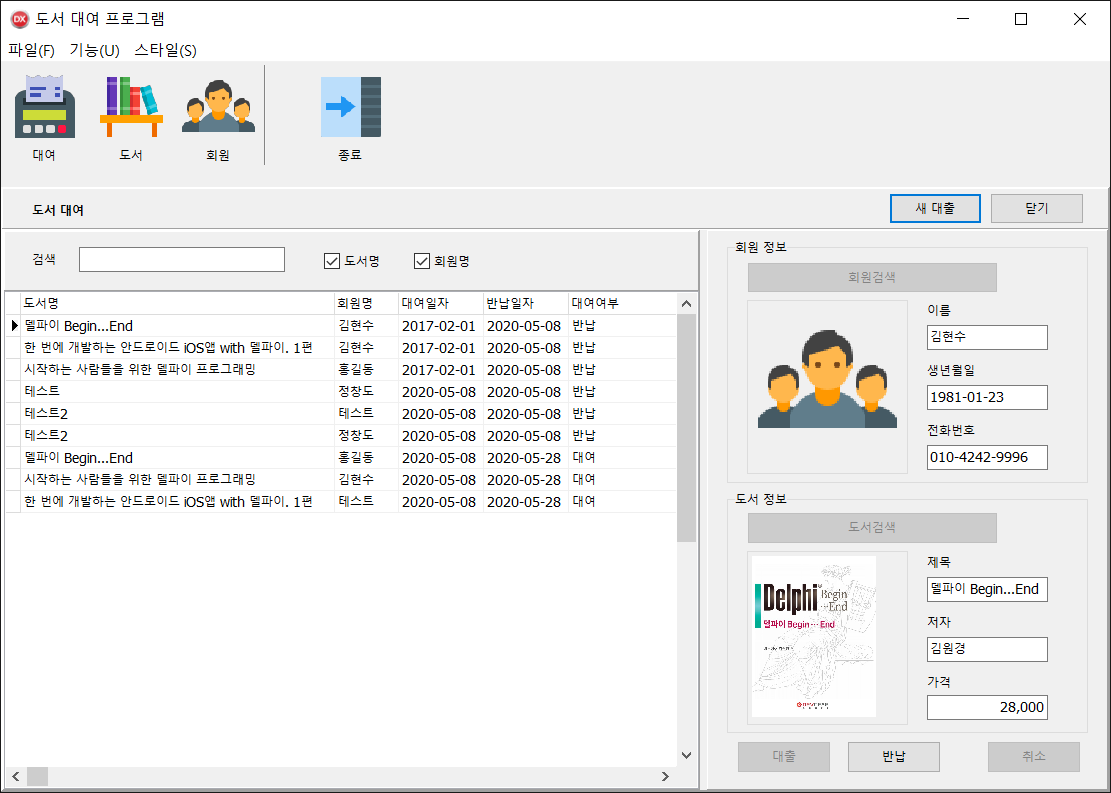 DX 도서 대여 프로그램
파일(F) 기능(U) 스타일(S)
대여 도서 회원 종료
도서 대여 새 대출 닫기
검색 도서명 회원명
도서명 회원명 대여일자 반납일자 대여여부
델파이 Begin...End 김현수 2017-02-01 2020-05-08 반납
한 번에 개발하는 안드로이드 iOS앱 with 델파이. 1편 김현수 2017-02-01 2020-05-08 반납
시작하는 사람들을 위한 델파이 프로그래밍 홍길동 2017-02-01 2020-05-08 반납
테스트 정창도 2020-05-08 2020-05-08 반납
테스트2 테스트 2020-05-08 2020-05-08 반납
테스트2 정창도 2020-05-08 2020-05-08 반납
델파이 Begin...End 홍길동 2020-05-08 2020-05-28 대여
시작하는 사람들을 위한 델파이 프로그래밍 김현수 2020-05-08 2020-05-28 대여
한 번에 개발하는 안드로이드 iOS앱 with 델파이. 1편 테스트 2020-05-08 2020-05-28 대여
회원 정보
회원검색
이름
김현수
생년월일
1981-01-23
전화번호
010-4242-9996
도서 정보
도서검색
Delphi Begin
...End
델파이 Begin ... End
제목
델파이 Begin...End
저자
김원경
가격
28,000
대출 반납 취소